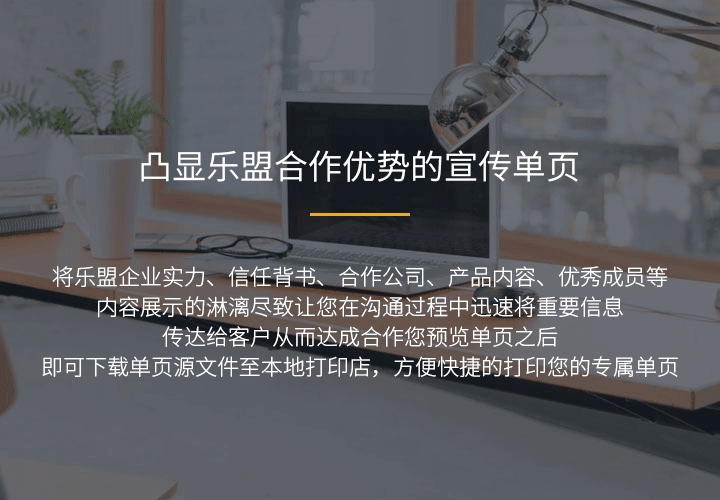 凸显乐盟合作优势的宣传单页
将乐盟企业实力、信任背书、合作公司、产品内容、优秀成员等
内容展示的淋漓尽致让您在沟通过程中迅速将重要信息
传达给客户从而达成合作您预览单页之后
即可下载单页源文件至本地打印店，方便快捷的打印您的专属单页